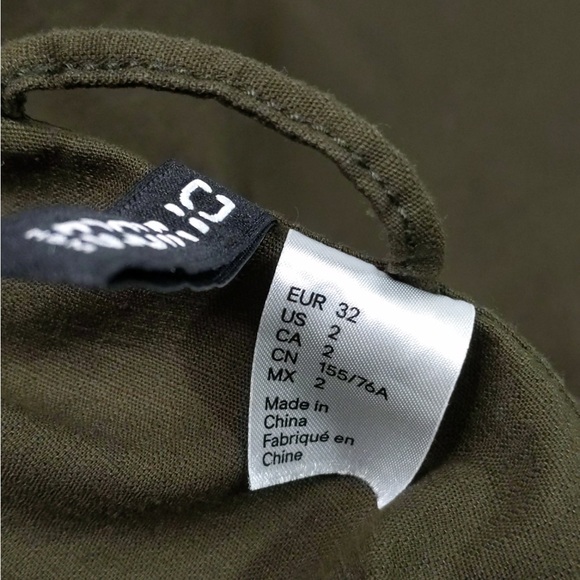 EUR 32
US 2
CA 2
CN 155/76A
MX 2
Made in
China
Fabriqué en
Chine